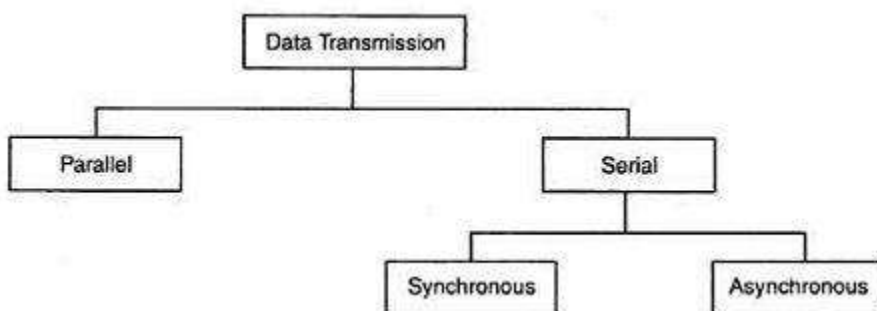 Data Transmission
Parallel
Serial
Synchronous
Asynchronous